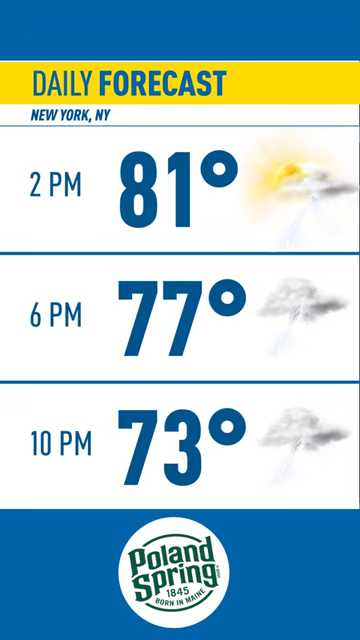 DAILY FORECAST
NEW YORK, NY
2 PM 81°
6 PM 77°
10 PM 73°
Poland
Spring
1845
BORN IN MAINE